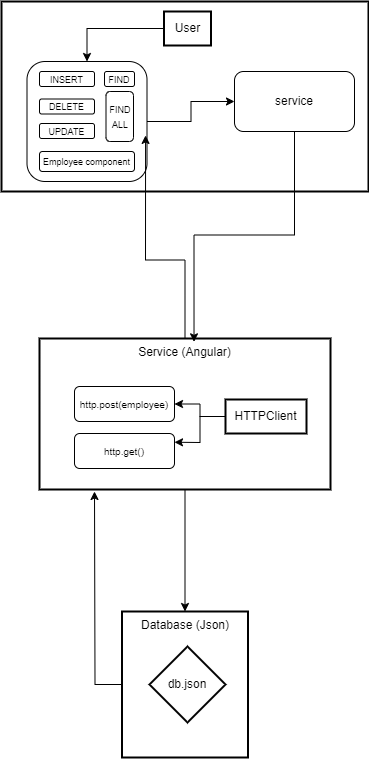 User
INSERT
FIND
DELETE
FIND
ALL
UPDATE
Employee component
service
Service (Angular)
http.post(employee)
HTTPClient
http.get()
Database (Json)
db.json